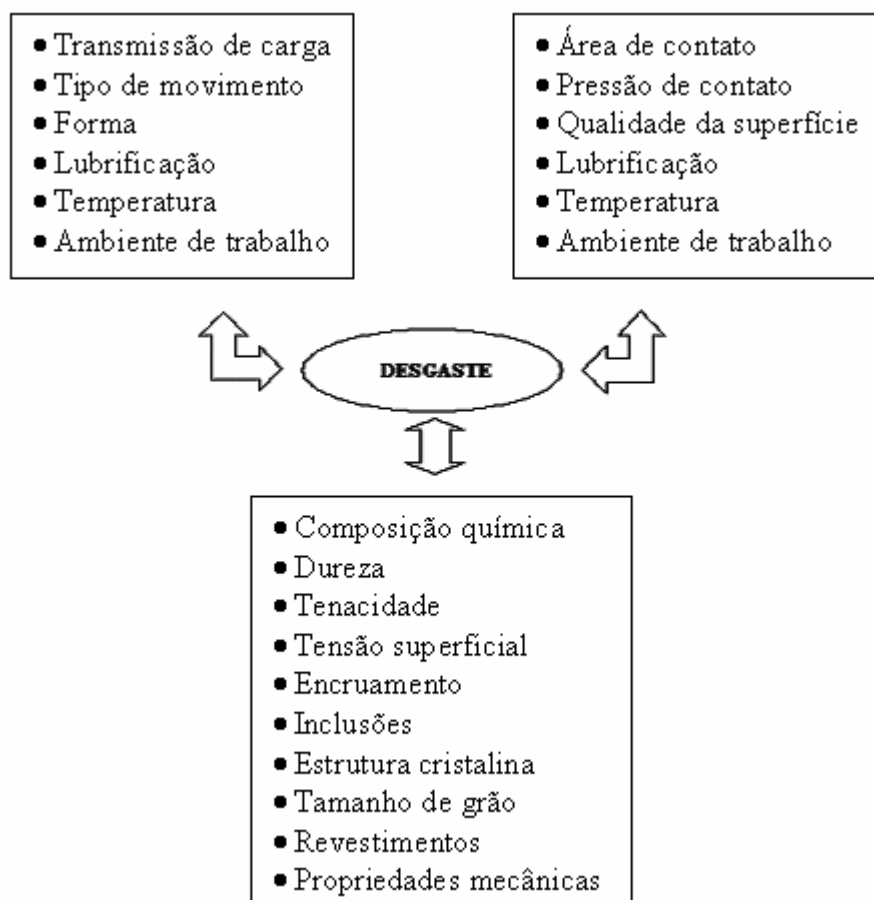 • Transmissão de carga
• Tipo de movimento
• Forma
• Lubrificação
• Temperatura
• Ambiente de trabalho
• Área de contato
• Pressão de contato
• Qualidade da superfície
• Lubrificação
• Temperatura
• Ambiente de trabalho
DESGASTE
• Composição química
• Dureza
• Tenacidade
• Tensão superficial
• Encruamento
• Inclusões
• Estrutura cristalina
• Tamanho de grão
• Revestimentos
• Propriedades mecânicas